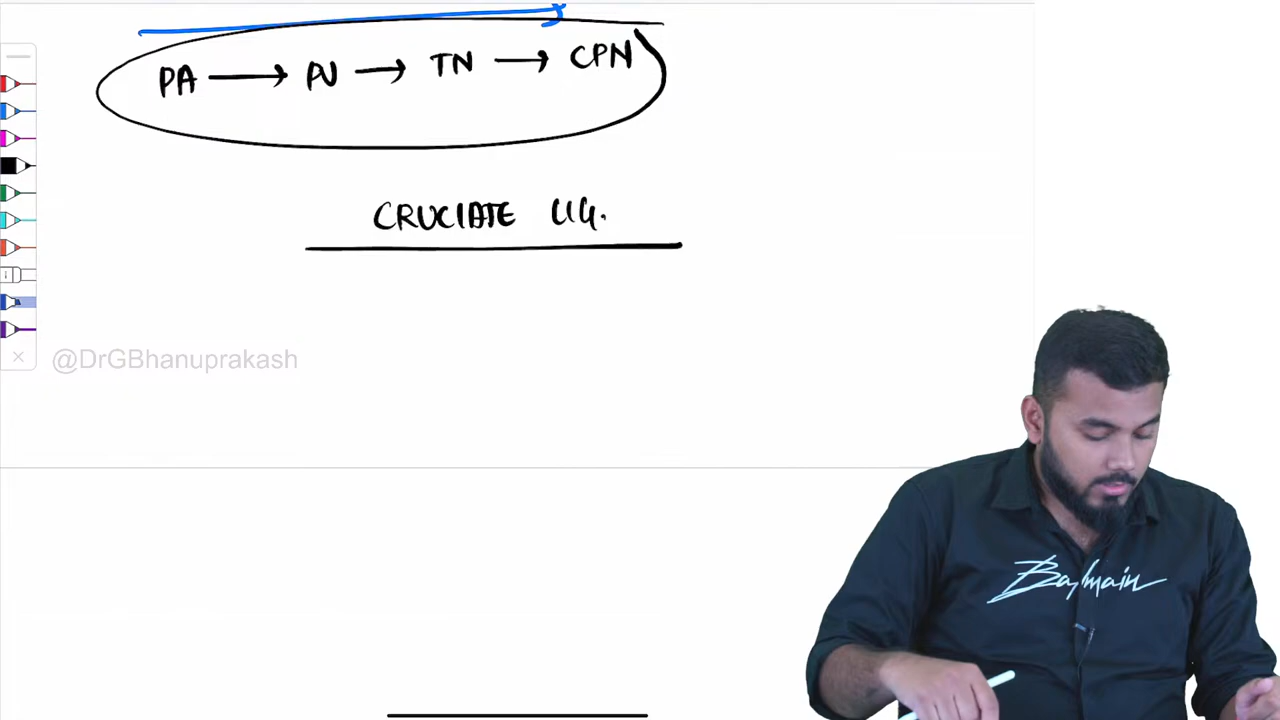 PA → PV → TN → CPN
CRUCIATE LIG.
@DrGBhanuprakash
Balmain